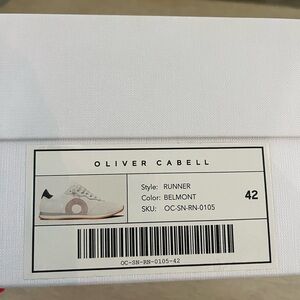 OLIVER CABELL
Style: RUNNER
Color: BELMONT
SKU: OC-SN-RN-0105
42
OC-SN-RN-0105-42